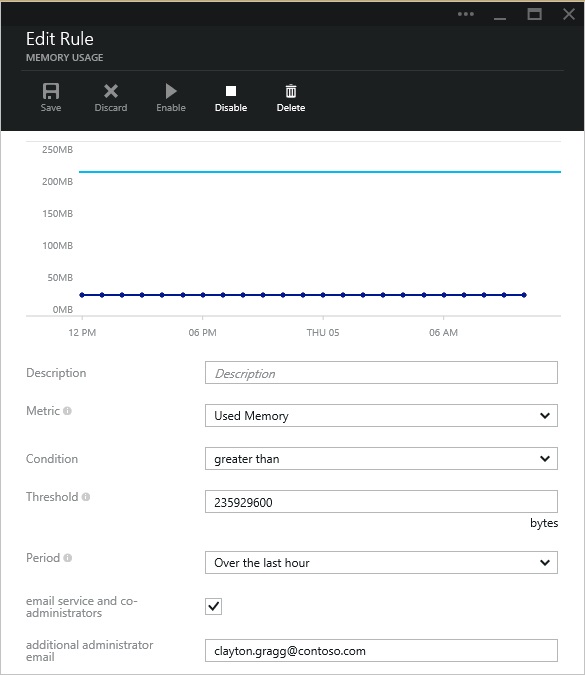 Edit Rule
MEMORY USAGE
Save Discard Enable Disable Delete
250MB
200MB
150MB
100MB
50MB
0MB
12 PM 06 PM THU 05 06 AM
Description Description
Metric Used Memory
Condition greater than
Threshold 235929600
bytes
Period Over the last hour
email service and co-
administrators
additional administrator
email clayton.gragg@contoso.com